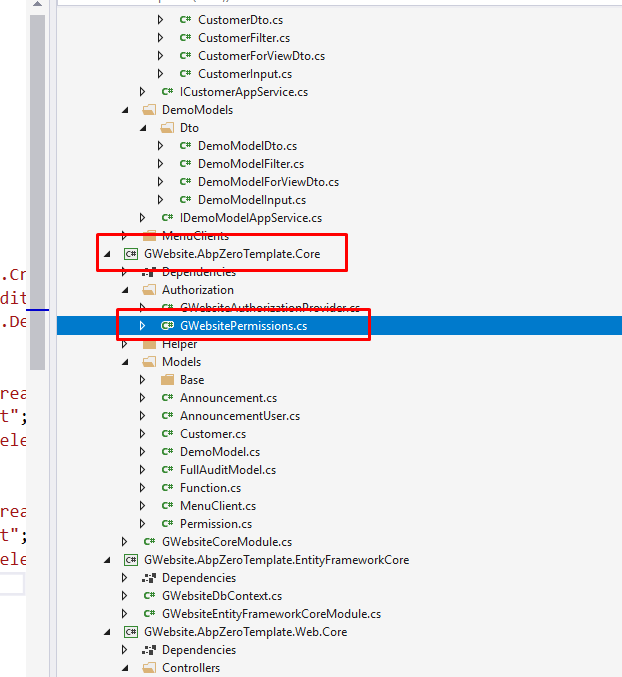 CustomerDto.cs
CustomerFilter.cs
CustomerForViewDto.cs
CustomerInput.cs
ICustomerAppService.cs
DemoModels
Dto
DemoModelDto.cs
DemoModelFilter.cs
DemoModelForViewDto.cs
DemoModelInput.cs
IDemoModelAppService.cs
MenuClients
GWebsite.AbpZeroTemplate.Core
.Cr
Dependencies
Authorization
dit
GWebsiteAuthorizationProvider.cs
.De
GWebsitePermissions.cs
Helper
Models
Base
rea
Announcement.cs
t";
AnnouncementUser.cs
ele
Customer.cs
DemoModel.cs
FullAuditModel.cs
Function.cs
rea
MenuClient.cs
t";
Permission.cs
GWebsiteCoreModule.cs
ele
GWebsite.AbpZeroTemplate.EntityFrameworkCore
Dependencies
GWebsiteDbContext.cs
GWebsiteEntityFrameworkCoreModule.cs
GWebsite.AbpZeroTemplate.Web.Core
Dependencies
Controllers